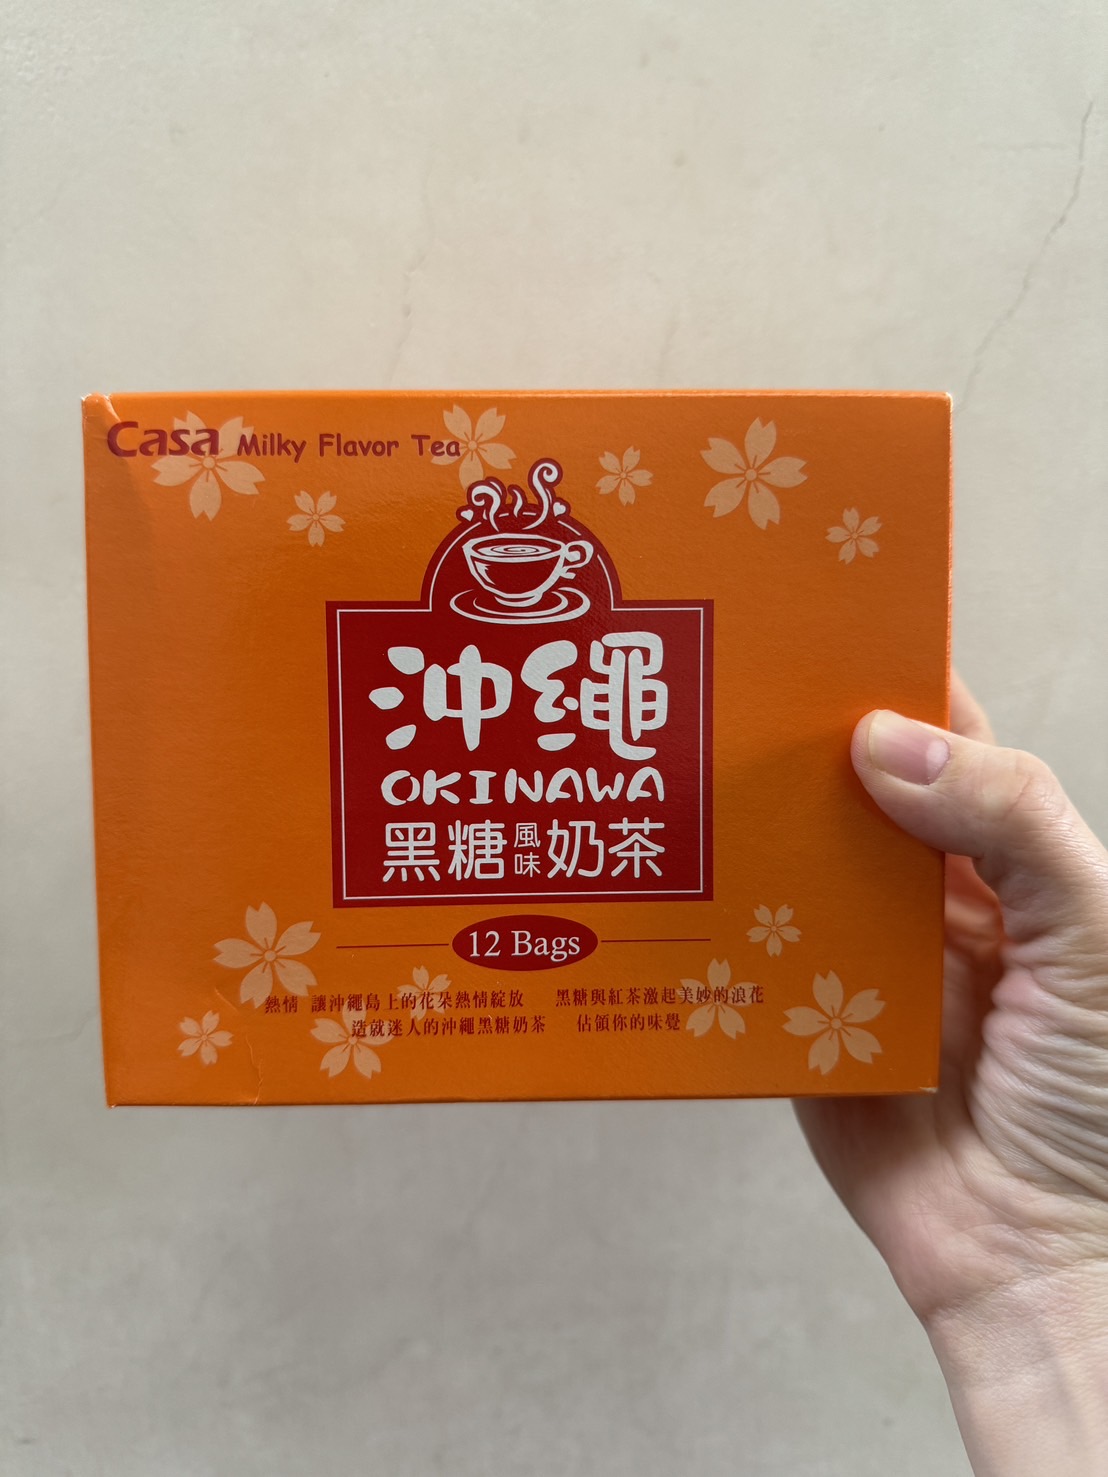 Casa Milky Flavor Tea
沖繩
OKINAWA
黑糖風味奶茶
12 Bags
熱情 讓沖繩島上的花朵熱情綻放 黑糖與紅茶激起美妙的浪花
造就迷人的沖繩黑糖奶茶 佔領你的味覺